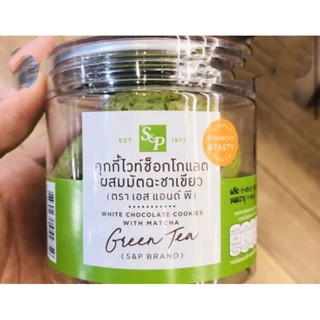 S&P
EST. 1973
CRUNCHY
& TASTY
คุกกี้ไวท์ช็อกโกแลต
ผสมมัตฉะชาเขียว
(ตรา เอส แอนด์ พี)
WHITE CHOCOLATE COOKIES
WITH MATCHA
Green Tea
(S&P BRAND)